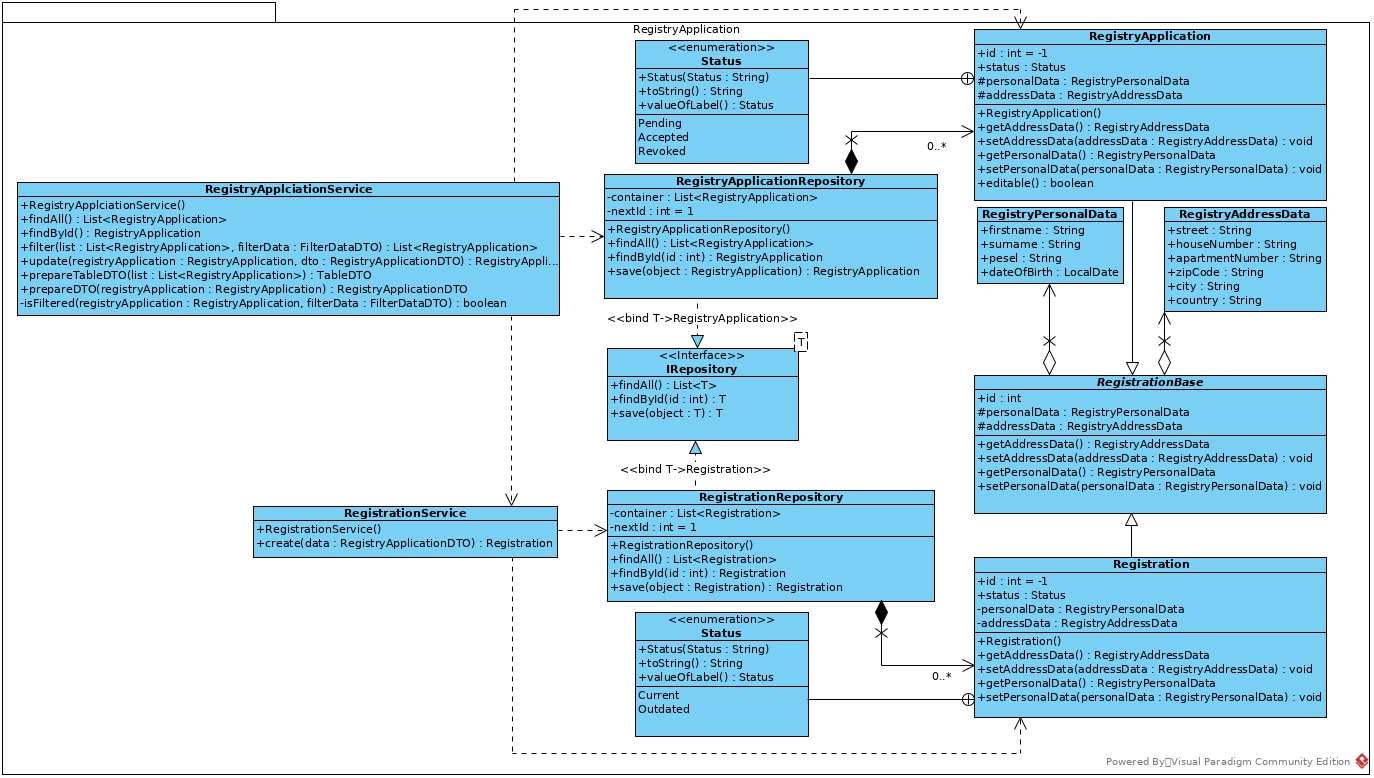 RegistryApplication
<<enumeration>>
Status
+Status(Status : String)
+toString() : String
+valueOfLabel() : Status
Pending
Accepted
Revoked
RegistryApplication
+id : int = -1
+status : Status
#personalData : RegistryPersonalData
#addressData : RegistryAddressData
+RegistryApplication()
+getAddressData() : RegistryAddressData
+setAddressData(addressData : RegistryAddressData) : void
+getPersonalData() : RegistryPersonalData
+setPersonalData(personalData : RegistryPersonalData) : void
+editable() : boolean
0..*
RegistryApplciationService
+RegistryApplciationService()
+findAll() : List<RegistryApplication>
+findById() : RegistryApplication
+filter(list : List<RegistryApplication>, filterData : FilterDataDTO) : List<RegistryApplication>
+update(registryApplication : RegistryApplication, dto : RegistryApplicationDTO) : RegistryAppli...
+prepareTableDTO(list : List<RegistryApplication>) : TableDTO
+prepareDTO(registryApplication : RegistryApplication) : RegistryApplicationDTO
-isFiltered(registryApplication : RegistryApplication, filterData : FilterDataDTO) : boolean
RegistryApplicationRepository
-container : List<RegistryApplication>
-nextId : int = 1
+RegistryApplicationRepository()
+findAll() : List<RegistryApplication>
+findById(id : int) : RegistryApplication
+save(object : RegistryApplication) : RegistryApplication
RegistryPersonalData
+firstname : String
+surname : String
+pesel : String
+dateOfBirth : LocalDate
RegistryAddressData
+street : String
+houseNumber : String
+apartmentNumber : String
+zipCode : String
+city : String
+country : String
<<bind T->RegistryApplication>>
T
<<Interface>>
IRepository
+findAll() : List<T>
+findById(id : int) : T
+save(object : T) : T
<<bind T->Registration>>
RegistrationBase
+id : int
#personalData : RegistryPersonalData
#addressData : RegistryAddressData
+getAddressData() : RegistryAddressData
+setAddressData(addressData : RegistryAddressData) : void
+getPersonalData() : RegistryPersonalData
+setPersonalData(personalData : RegistryPersonalData) : void
RegistrationService
+RegistrationService()
+create(data : RegistryApplicationDTO) : Registration
RegistrationRepository
-container : List<Registration>
-nextId : int = 1
+RegistrationRepository()
+findAll() : List<Registration>
+findById(id : int) : Registration
+save(object : Registration) : Registration
Registration
+id : int = -1
+status : Status
-personalData : RegistryPersonalData
-addressData : RegistryAddressData
+Registration()
+getAddressData() : RegistryAddressData
+setAddressData(addressData : RegistryAddressData) : void
+getPersonalData() : RegistryPersonalData
+setPersonalData(personalData : RegistryPersonalData) : void
<<enumeration>>
Status
+Status(Status : String)
+toString() : String
+valueOfLabel() : Status
Current
Outdated
0..*
Powered By Visual Paradigm Community Edition